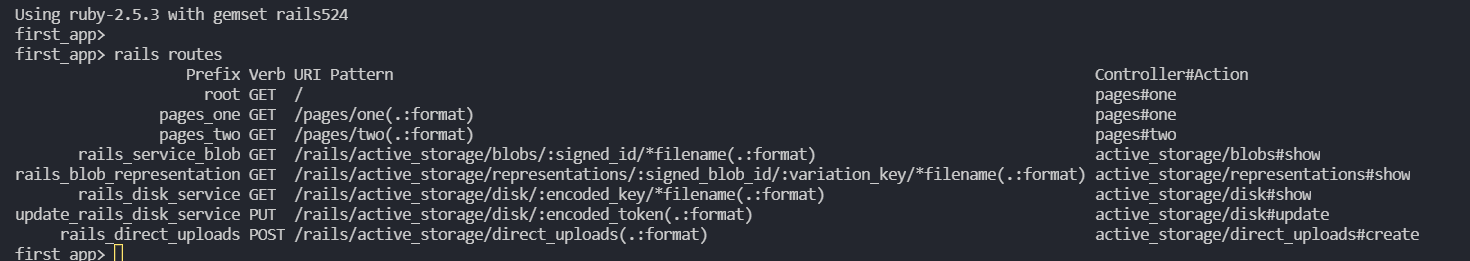 Using ruby-2.5.3 with gemset rails524
first_app>
first_app> rails routes
                   Prefix Verb URI Pattern                                                                              Controller#Action
                     root GET  /                                                                                        pages#one
                pages_one GET  /pages/one(.:format)                                                                     pages#one
                pages_two GET  /pages/two(.:format)                                                                     pages#two
       rails_service_blob GET  /rails/active_storage/blobs/:signed_id/*filename(.:format)                               active_storage/blobs#show
rails_blob_representation GET  /rails/active_storage/representations/:signed_blob_id/:variation_key/*filename(.:format) active_storage/representations#show
       rails_disk_service GET  /rails/active_storage/disk/:encoded_key/*filename(.:format)                              active_storage/disk#show
update_rails_disk_service PUT  /rails/active_storage/disk/:encoded_token(.:format)                                      active_storage/disk#update
     rails_direct_uploads POST /rails/active_storage/direct_uploads(.:format)                                           active_storage/direct_uploads#create
first_app>